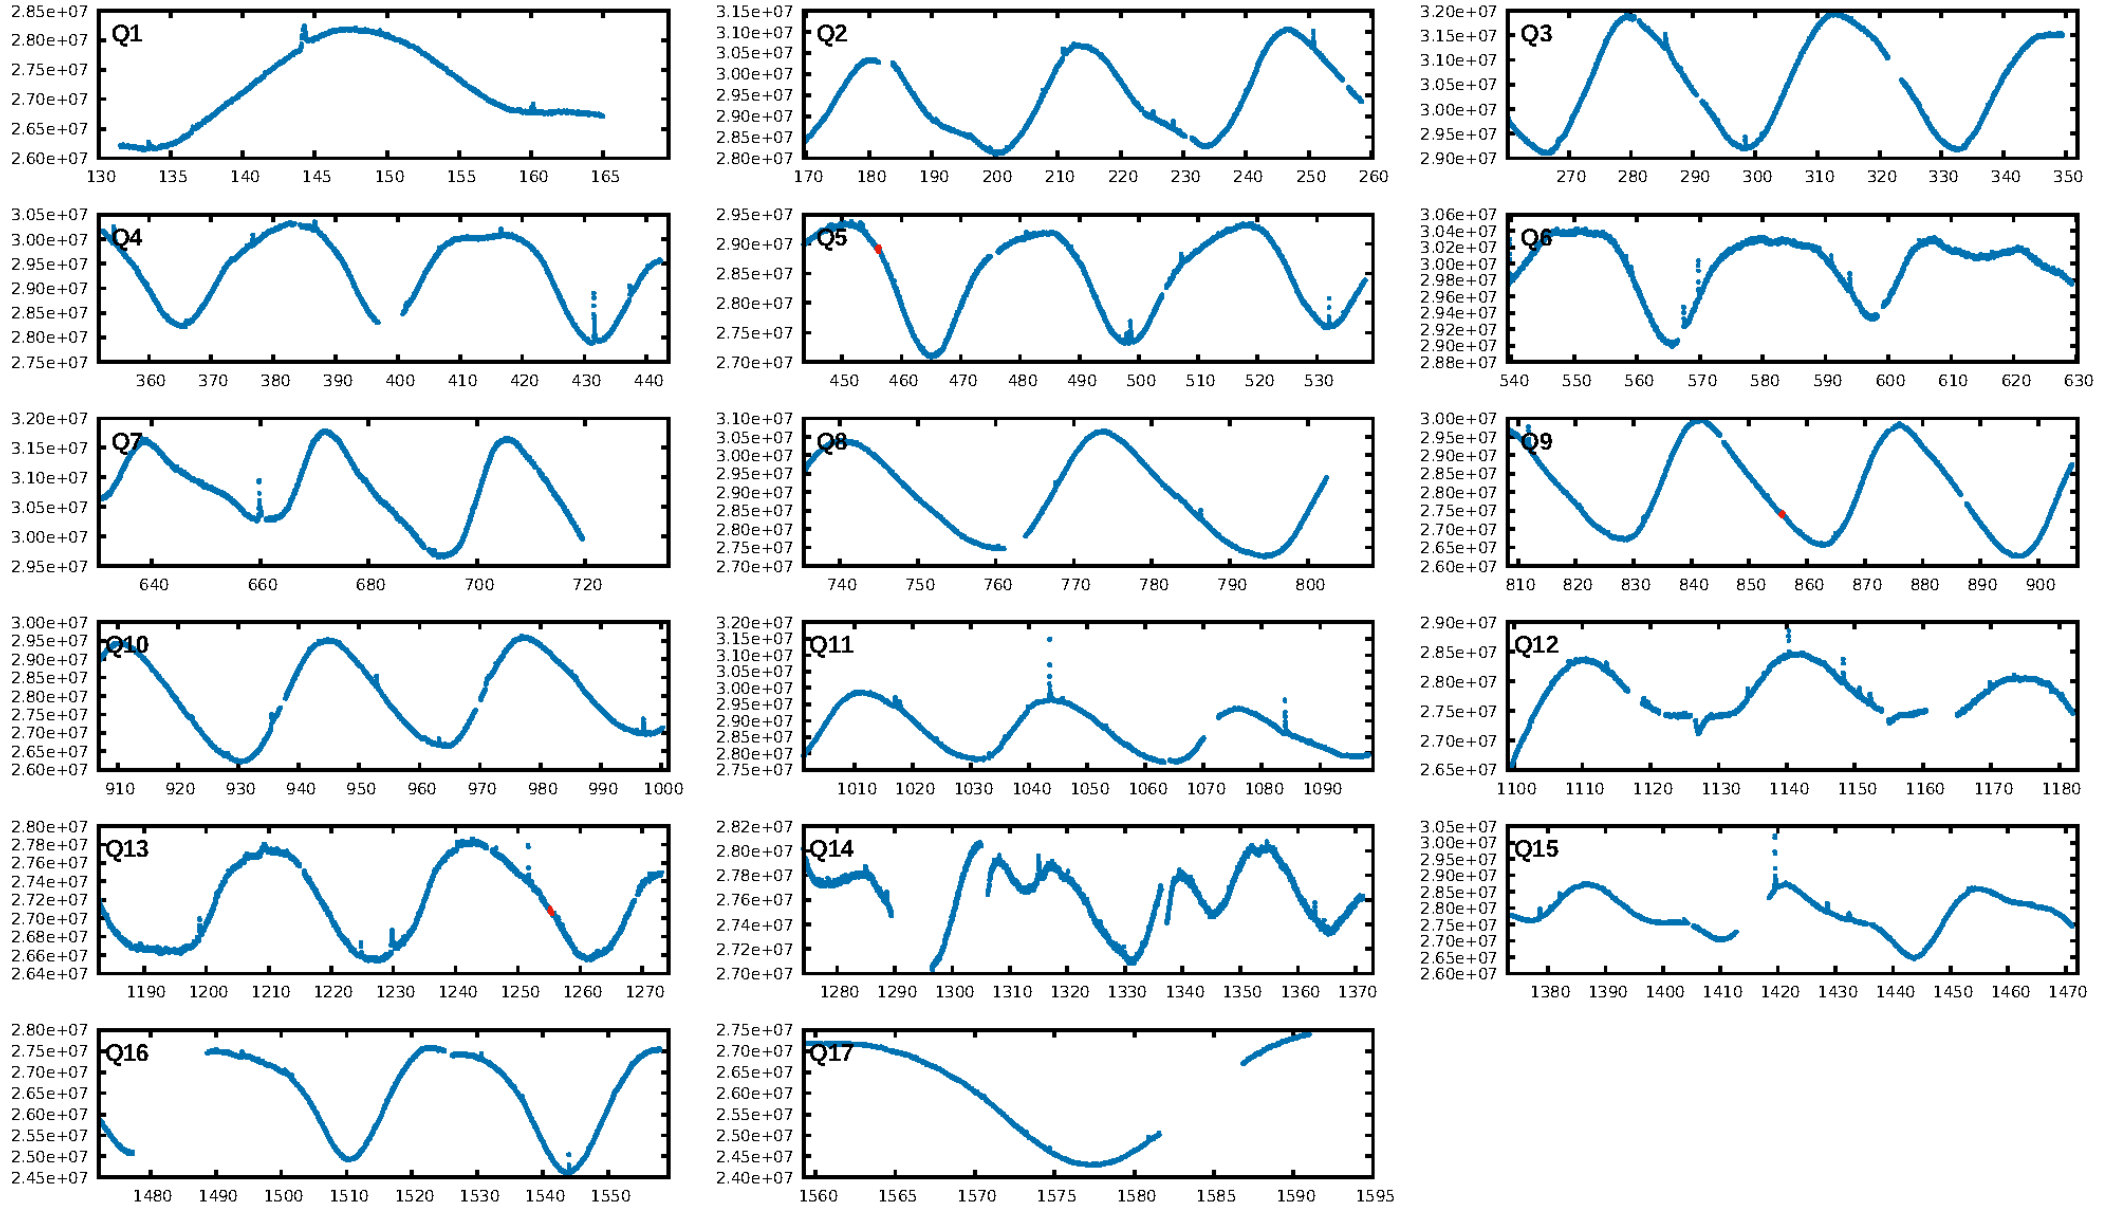 2.85e+07 2.80e+07 2.75e+07 2.70e+07 2.65e+07 2.60e+07
Q1
130 135 140 145 150 155 160 165
3.15e+07 3.10e+07 3.05e+07 3.00e+07 2.95e+07 2.90e+07 2.85e+07 2.80e+07
Q2
170 180 190 200 210 220 230 240 250 260
3.20e+07 3.15e+07 3.10e+07 3.05e+07 3.00e+07 2.95e+07 2.90e+07
Q3
270 280 290 300 310 320 330 340 350
3.05e+07 3.00e+07 2.95e+07 2.90e+07 2.85e+07 2.80e+07 2.75e+07
Q4
360 370 380 390 400 410 420 430 440
2.95e+07 2.90e+07 2.85e+07 2.80e+07 2.75e+07 2.70e+07
Q5
450 460 470 480 490 500 510 520 530
3.06e+07 3.04e+07 3.02e+07 3.00e+07 2.98e+07 2.96e+07 2.94e+07 2.92e+07 2.90e+07 2.88e+07
Q6
540 550 560 570 580 590 600 610 620 630
3.20e+07 3.15e+07 3.10e+07 3.05e+07 3.00e+07 2.95e+07
Q7
640 660 680 700 720
3.10e+07 3.05e+07 3.00e+07 2.95e+07 2.90e+07 2.85e+07 2.80e+07 2.75e+07 2.70e+07
Q8
740 750 760 770 780 790 800
3.00e+07 2.95e+07 2.90e+07 2.85e+07 2.80e+07 2.75e+07 2.70e+07 2.65e+07 2.60e+07
Q9
810 820 830 840 850 860 870 880 890 900
3.00e+07 2.95e+07 2.90e+07 2.85e+07 2.80e+07 2.75e+07 2.70e+07 2.65e+07 2.60e+07
Q10
910 920 930 940 950 960 970 980 990 1000
3.20e+07 3.15e+07 3.10e+07 3.05e+07 3.00e+07 2.95e+07 2.90e+07 2.85e+07 2.80e+07 2.75e+07
Q11
1010 1020 1030 1040 1050 1060 1070 1080 1090
2.90e+07 2.85e+07 2.80e+07 2.75e+07 2.70e+07 2.65e+07
Q12
1100 1110 1120 1130 1140 1150 1160 1170 1180
2.80e+07 2.78e+07 2.76e+07 2.74e+07 2.72e+07 2.70e+07 2.68e+07 2.66e+07 2.64e+07
Q13
1190 1200 1210 1220 1230 1240 1250 1260 1270
2.82e+07 2.80e+07 2.78e+07 2.76e+07 2.74e+07 2.72e+07 2.70e+07
Q14
1280 1290 1300 1310 1320 1330 1340 1350 1360 1370
3.05e+07 3.00e+07 2.95e+07 2.90e+07 2.85e+07 2.80e+07 2.75e+07 2.70e+07 2.65e+07 2.60e+07
Q15
1380 1390 1400 1410 1420 1430 1440 1450 1460 1470
2.80e+07 2.75e+07 2.70e+07 2.65e+07 2.60e+07 2.55e+07 2.50e+07 2.45e+07
Q16
1480 1490 1500 1510 1520 1530 1540 1550
2.75e+07 2.70e+07 2.65e+07 2.60e+07 2.55e+07 2.50e+07 2.45e+07 2.40e+07
Q17
1560 1565 1570 1575 1580 1585 1590 1595